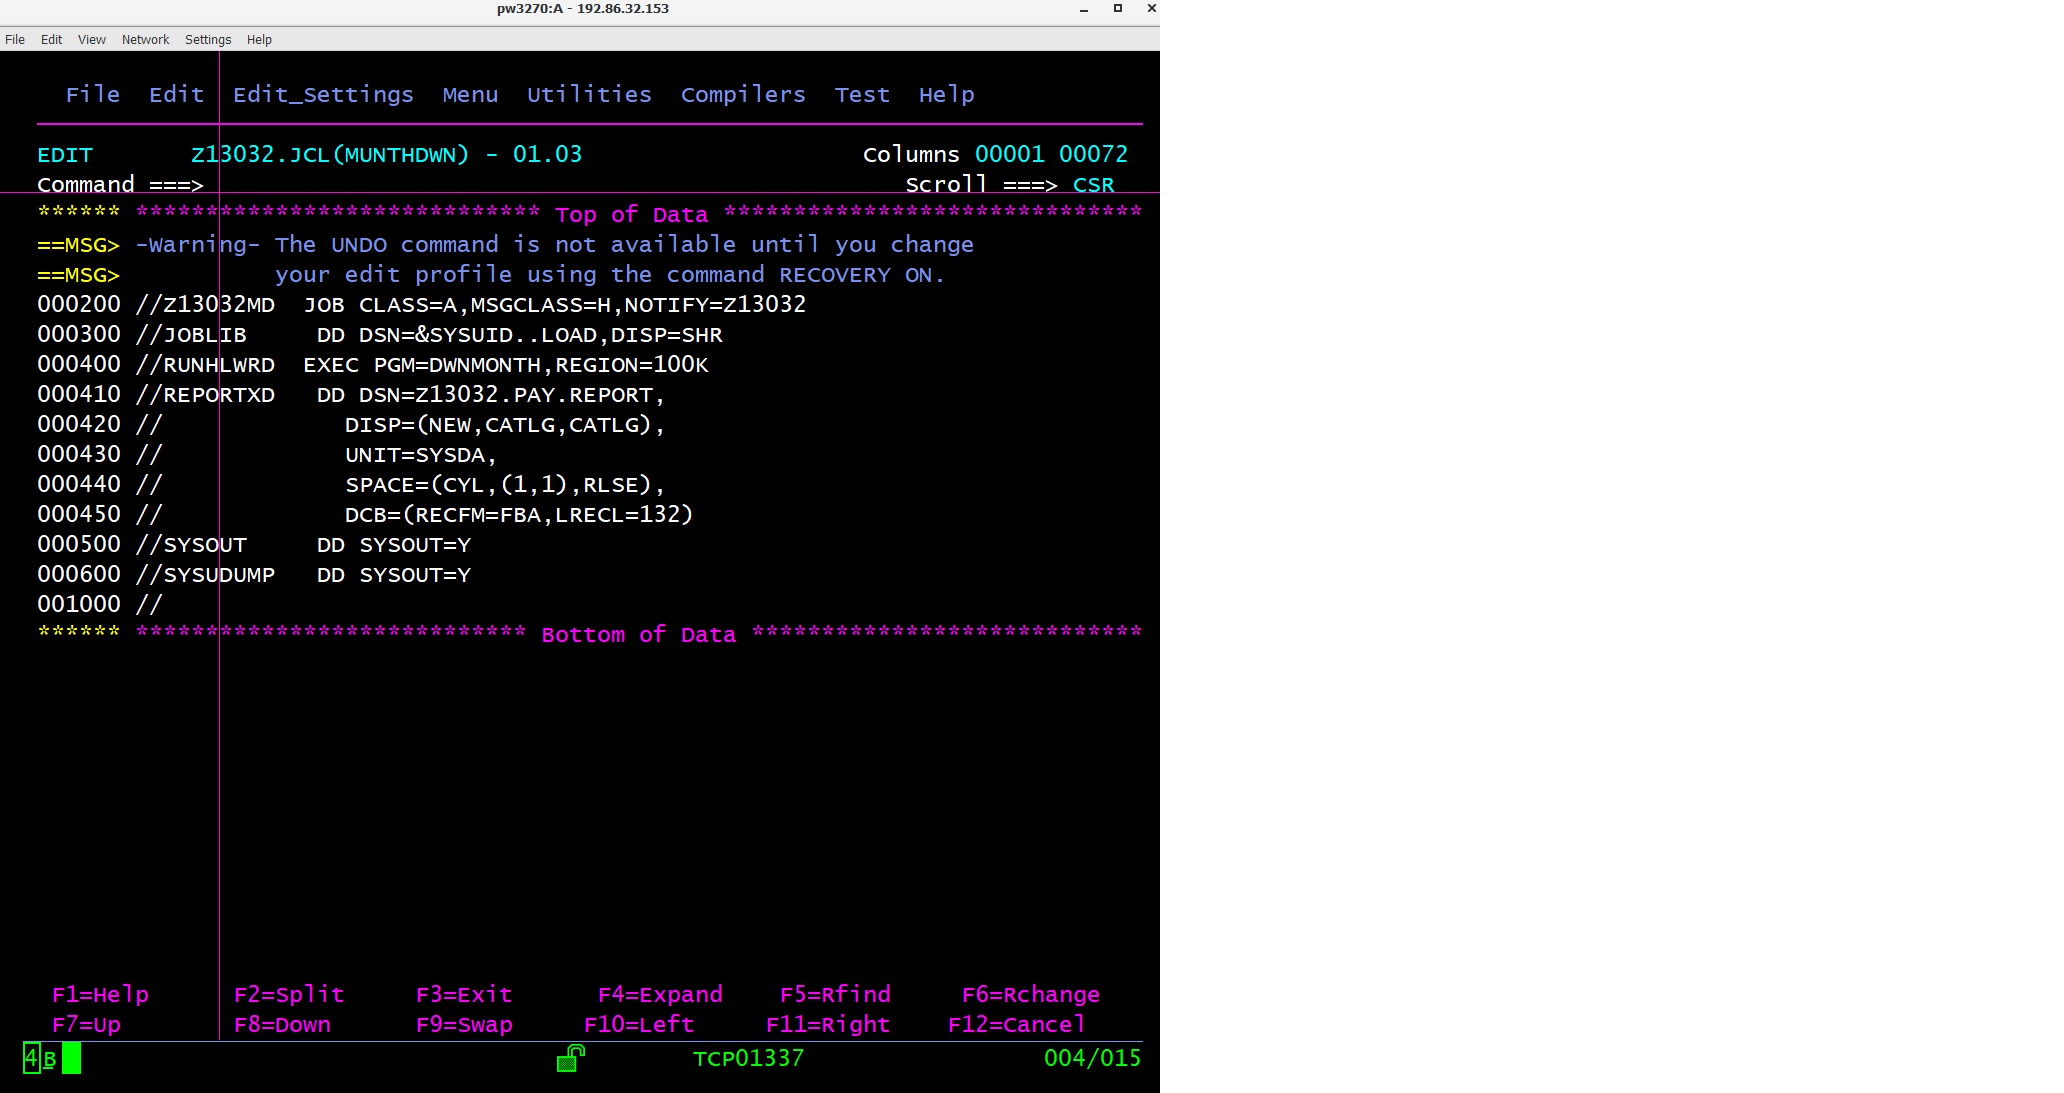 pw3270:A - 192.86.32.153
File Edit View Network Settings Help
File Edit Edit_Settings Menu Utilities Compilers Test Help
EDIT Z13032.JCL(MUNTHDWN) - 01.03 Columns 00001 00072
Command ===> Scroll ===> CSR
****** ***************************** Top of Data ******************************
==MSG> -Warning- The UNDO command is not available until you change
==MSG> your edit profile using the command RECOVERY ON.
000200 //Z13032MD  JOB CLASS=A,MSGCLASS=H,NOTIFY=Z13032
000300 //JOBLIB     DD DSN=&SYSUID..LOAD,DISP=SHR
000400 //RUNHLWRD  EXEC PGM=DWNMONTH,REGION=100K
000410 //REPORTXD   DD DSN=Z13032.PAY.REPORT,
000420 //             DISP=(NEW,CATLG,CATLG),
000430 //             UNIT=SYSDA,
000440 //             SPACE=(CYL,(1,1),RLSE),
000450 //             DCB=(RECFM=FBA,LRECL=132)
000500 //SYSOUT     DD SYSOUT=Y
000600 //SYSUDUMP   DD SYSOUT=Y
001000 //
****** **************************** Bottom of Data ****************************
F1=Help F2=Split F3=Exit F4=Expand F5=Rfind F6=Rchange
F7=Up F8=Down F9=Swap F10=Left F11=Right F12=Cancel
4B TCP01337 004/015